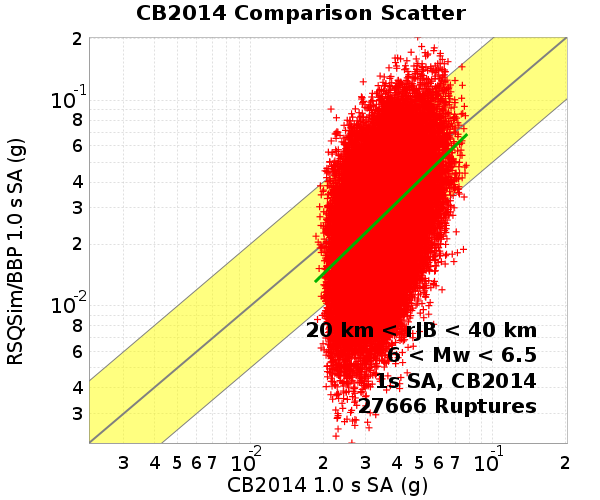 CB2014 Comparison Scatter
RSQSim/BBP 1.0 s SA (g)
2
10-1
8
6
4
3
2
10-2
8
6
4
3
20 km < rJB < 40 km
6 < Mw < 6.5
1s SA, CB2014
27666 Ruptures
3 4 5 6 7 10-2 2 3 4 5 6 7 10-1 2
CB2014 1.0 s SA (g)